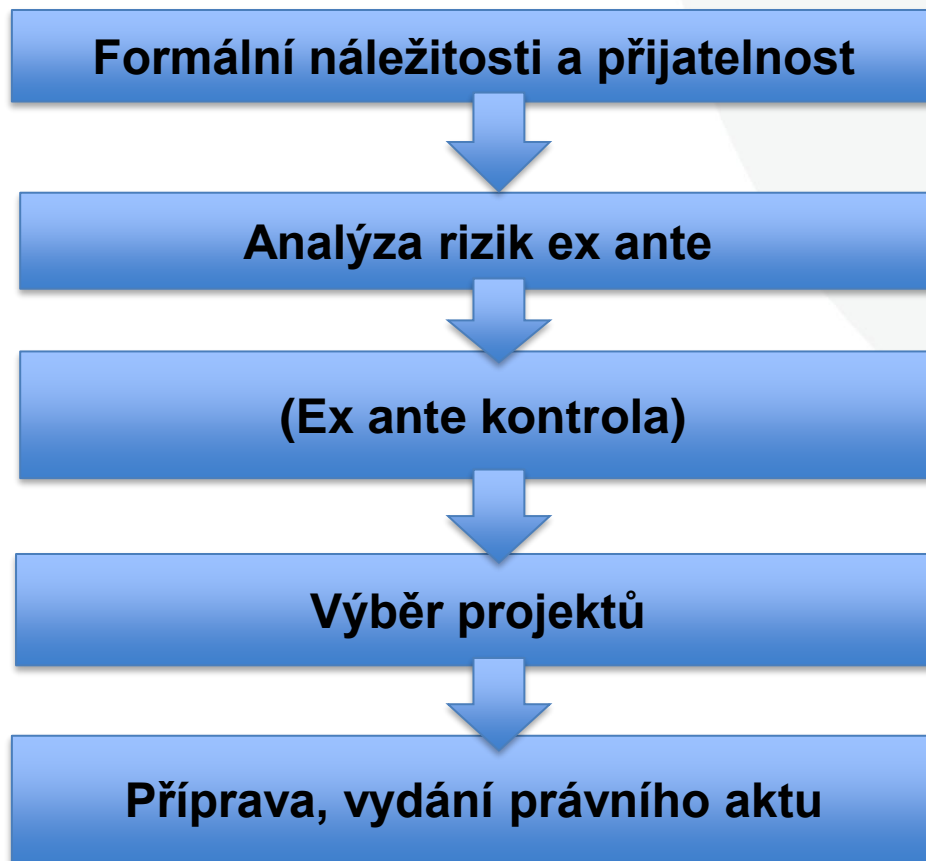 Formální náležitosti a přijatelnost
Analýza rizik ex ante
(Ex ante kontrola)
Výběr projektů
Příprava, vydání právního aktu